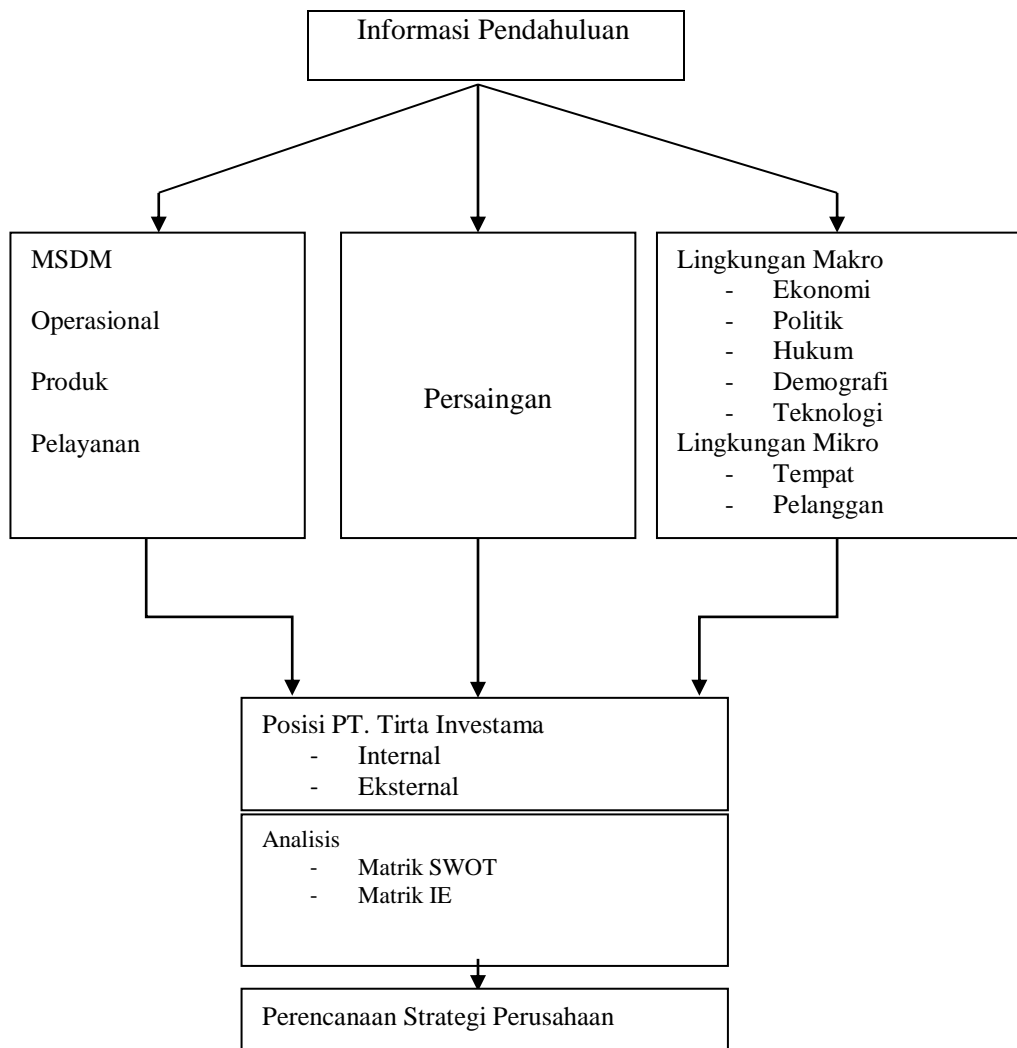 Informasi Pendahuluan
MSDM
Operasional
Produk
Pelayanan
Persaingan
Lingkungan Makro
- Ekonomi
- Politik
- Hukum
- Demografi
- Teknologi
Lingkungan Mikro
- Tempat
- Pelanggan
Posisi PT. Tirta Investama
- Internal
- Eksternal
Analisis
- Matrik SWOT
- Matrik IE
Perencanaan Strategi Perusahaan